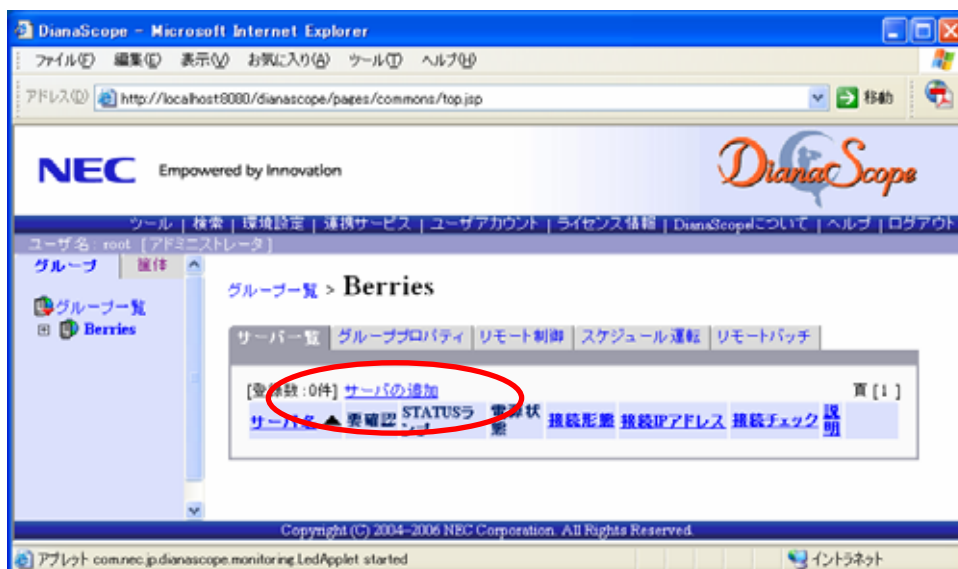 DianaScope - Microsoft Internet Explorer
ファイル(F) 編集(E) 表示(V) お気に入り(A) ツール(T) ヘルプ(H)
アドレス(D) http://localhost:8080/dianascope/pages/commons/top.jsp 移動
NEC Empowered by Innovation DianaScope
ツール | 検索 | 環境設定 | 連携サービス | ユーザアカウント | ライセンス情報 | DianaScopeについて | ヘルプ | ログアウト
ユーザ名: root [アドミニストレータ]
グループ 筐体
グループ一覧
Berries
グループ一覧 > Berries
サーバ一覧 グループプロパティ リモート制御 スケジュール運転 リモートバッチ
[登録数:0件] サーバの追加 頁 [1 ]
サーバ名 ▲ 要確認 STATUSランプ 電源状態 接続形態 接続IPアドレス 接続チェック 説明
Copyright (C) 2004-2006 NEC Corporation. All Rights Reserved.
アプレット com.nec.jp.dianascope.monitoring.LedApplet started イントラネット